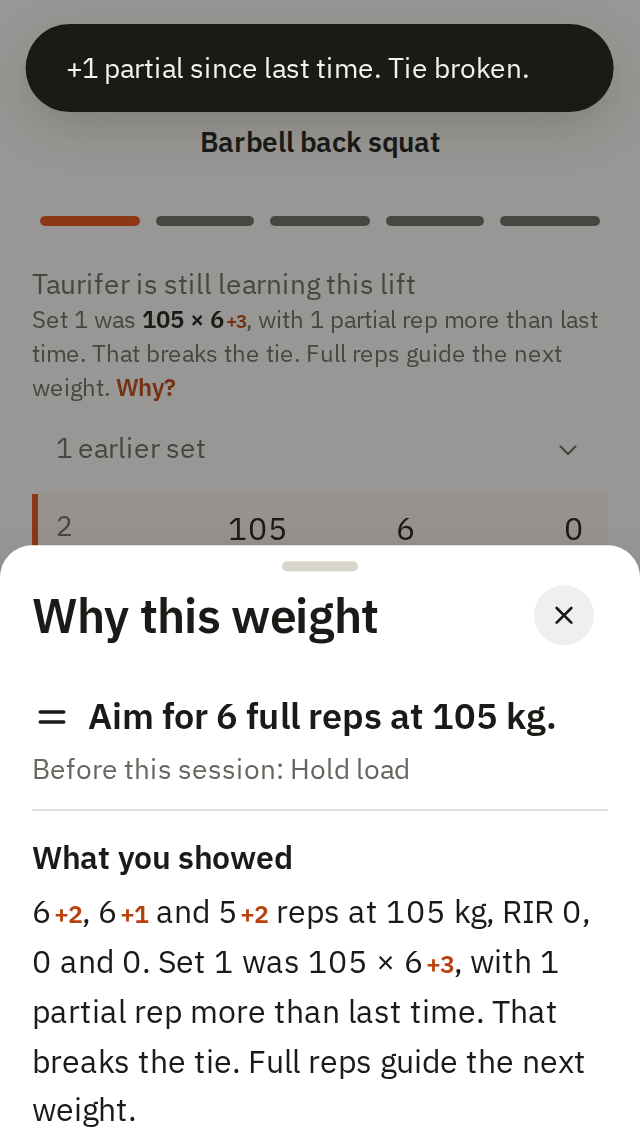 +1 partial since last time. Tie broken.
Barbell back squat
Taurifer is still learning this lift
Set 1 was 105 × 6 +3, with 1 partial rep more than last
time. That breaks the tie. Full reps guide the next
weight. Why?
1 earlier set
2 105 6 0
Why this weight
= Aim for 6 full reps at 105 kg.
Before this session: Hold load
What you showed
6 +2, 6 +1 and 5 +2 reps at 105 kg, RIR 0,
0 and 0. Set 1 was 105 × 6 +3, with 1
partial rep more than last time. That
breaks the tie. Full reps guide the next
weight.